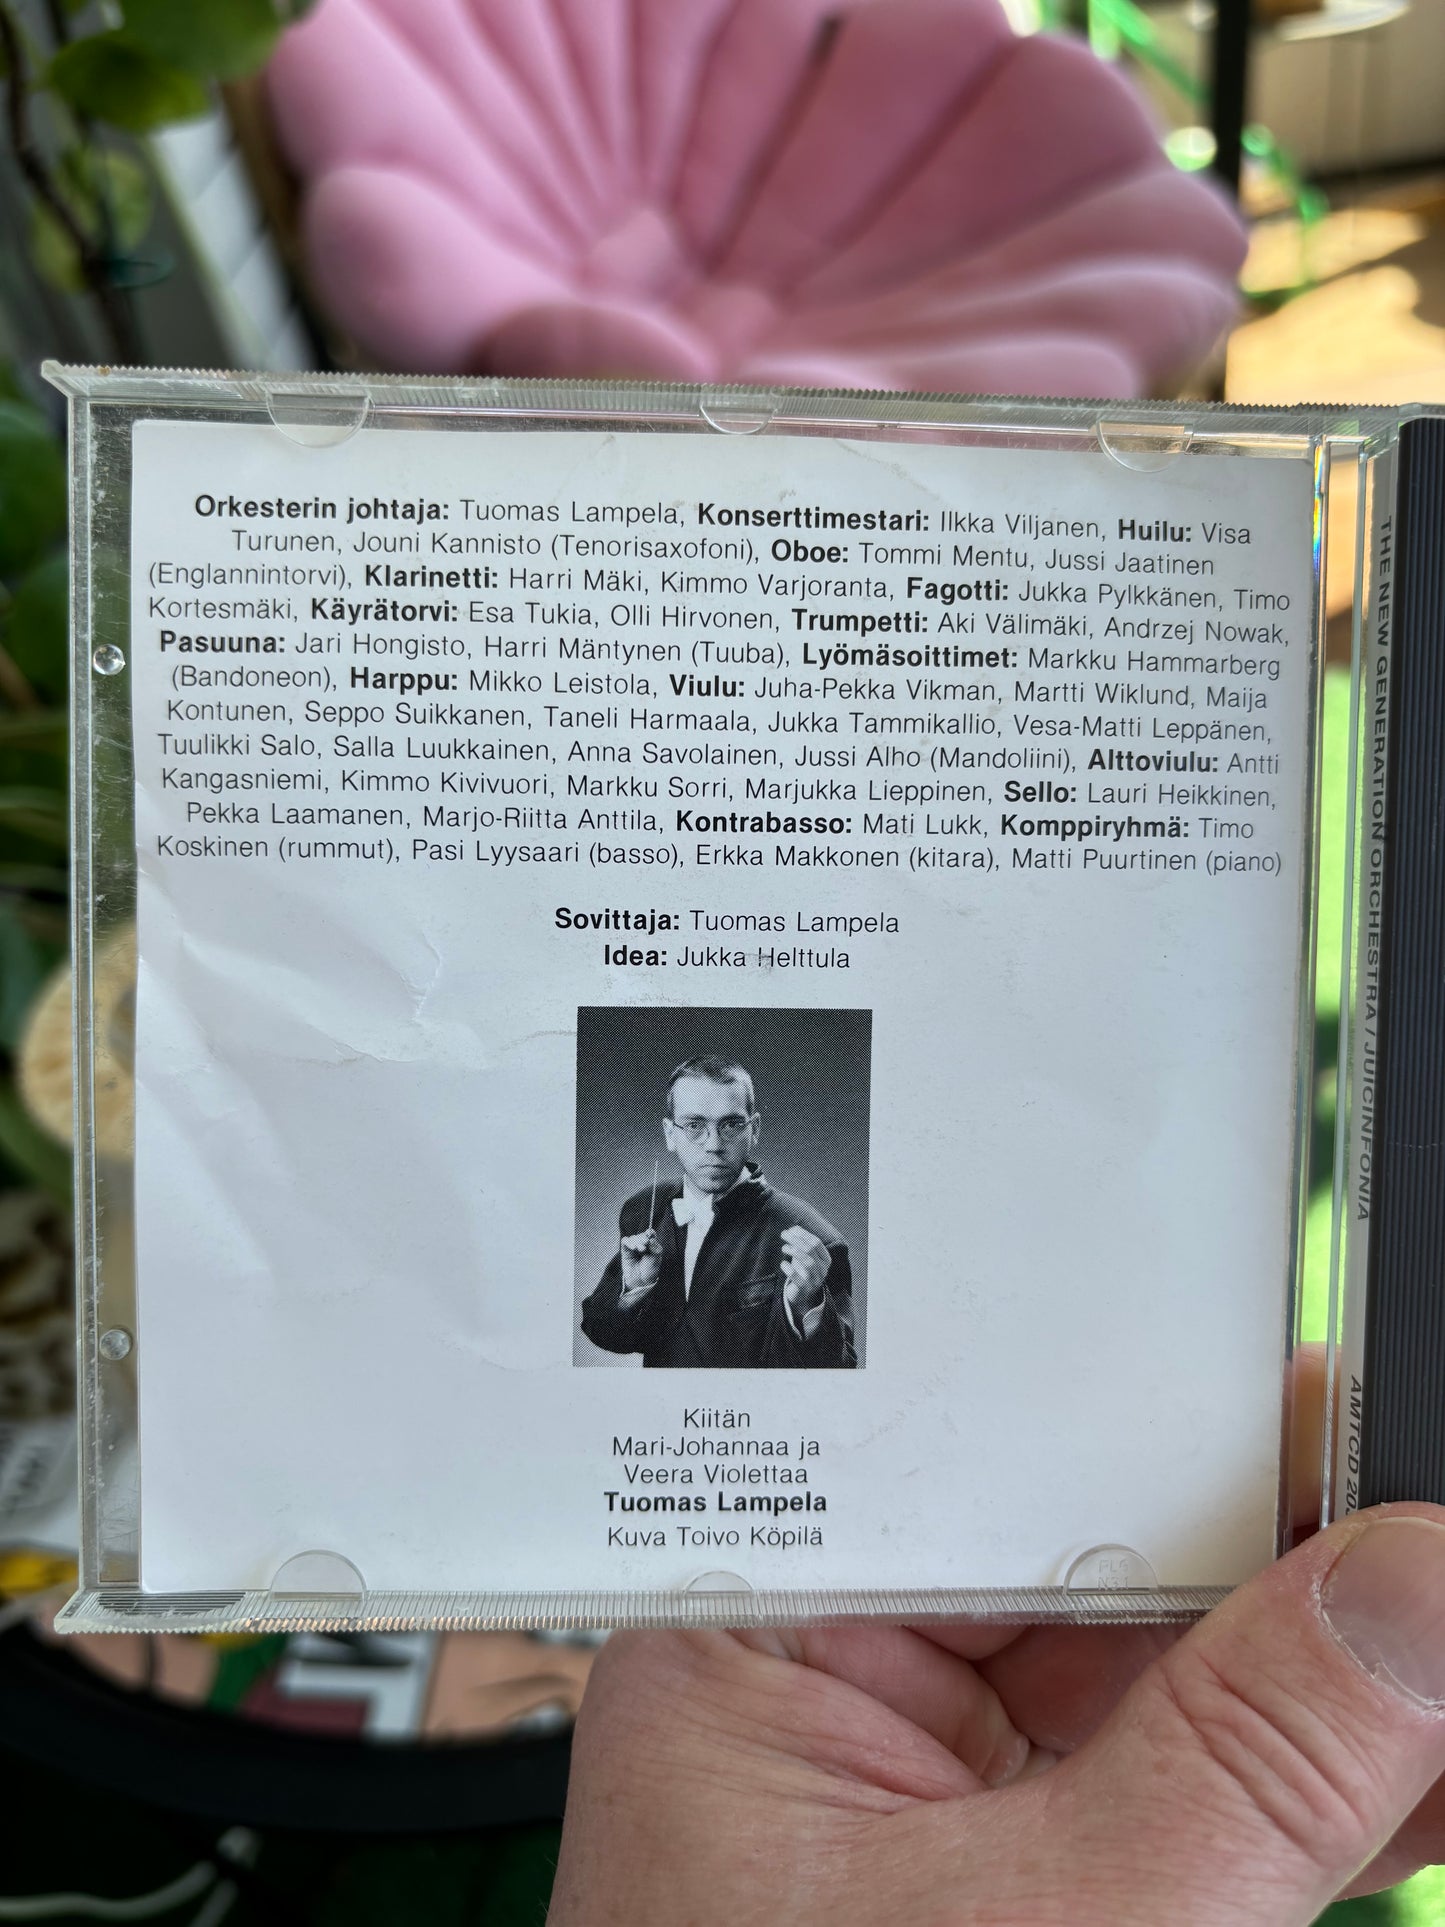 Orkesterin johtaja: Tuomas Lampela, Konserttimestari: Ilkka Viljanen, Huilu: Visa
Turunen, Jouni Kannisto (Tenorisaxofoni), Oboe: Tommi Mentu, Jussi Jaatinen
(Englannintorvi), Klarinetti: Harri Mäki, Kimmo Varjoranta, Fagotti: Jukka Pylkkänen, Timo
Kortesmäki, Käyrätorvi: Esa Tukia, Olli Hirvonen, Trumpetti: Aki Välimäki, Andrzej Nowak,
Pasuuna: Jari Hongisto, Harri Mäntynen (Tuuba), Lyömäsoittimet: Markku Hammarberg
(Bandoneon), Harppu: Mikko Leistola, Viulu: Juha-Pekka Vikman, Martti Wiklund, Maija
Kontunen, Seppo Suikkanen, Taneli Harmaala, Jukka Tammikallio, Vesa-Matti Leppänen,
Tuulikki Salo, Salla Luukkainen, Anna Savolainen, Jussi Alho (Mandoliini), Alttoviulu: Antti
Kangasniemi, Kimmo Kivivuori, Markku Sorri, Marjukka Lieppinen, Sello: Lauri Heikkinen,
Pekka Laamanen, Marjo-Riitta Anttila, Kontrabasso: Mati Lukk, Komppiryhmä: Timo
Koskinen (rummut), Pasi Lyysaari (basso), Erkka Makkonen (kitara), Matti Puurtinen (piano)
Sovittaja: Tuomas Lampela
Idea: Jukka Helttula
Kiitän
Mari-Johannaa ja
Veera Violettaa
Tuomas Lampela
Kuva Toivo Köpilä
THE NEW GENERATION ORCHESTRA / JUICINFONIA
AMTCD